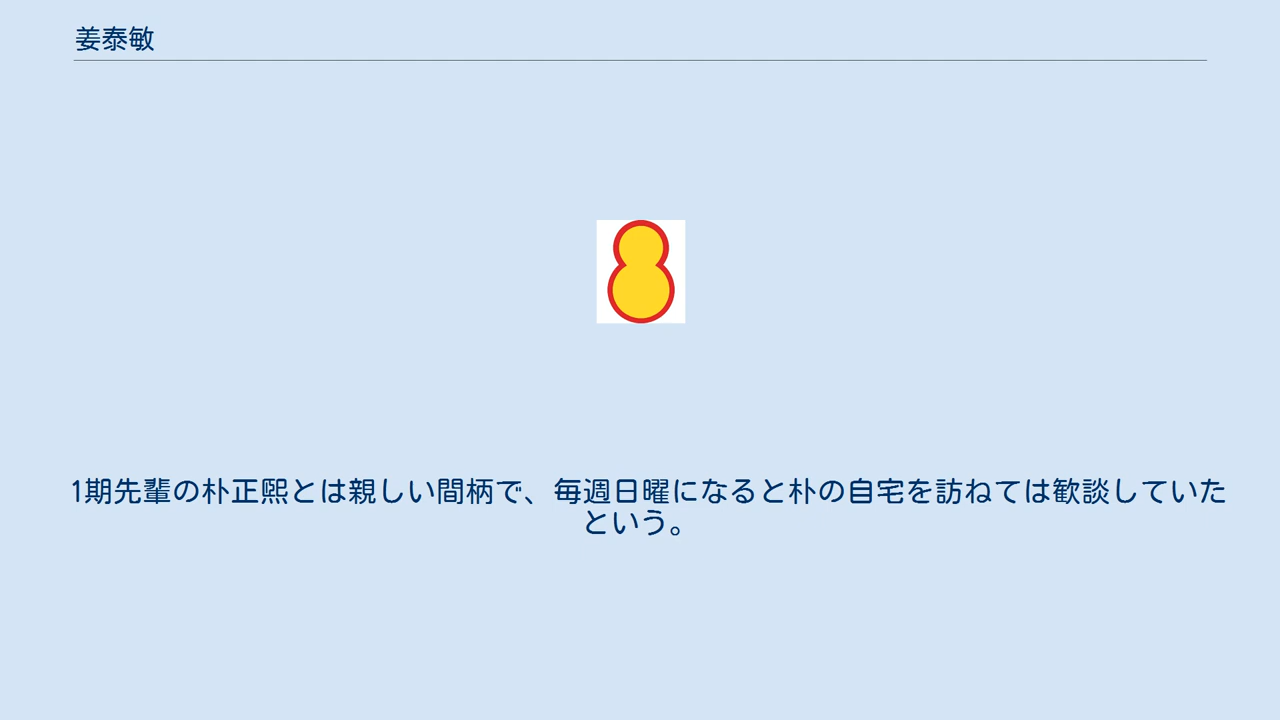 姜泰敏
1期先輩の朴正熙とは親しい間柄で、毎週日曜になると朴の自宅を訪ねては歓談していた
という。